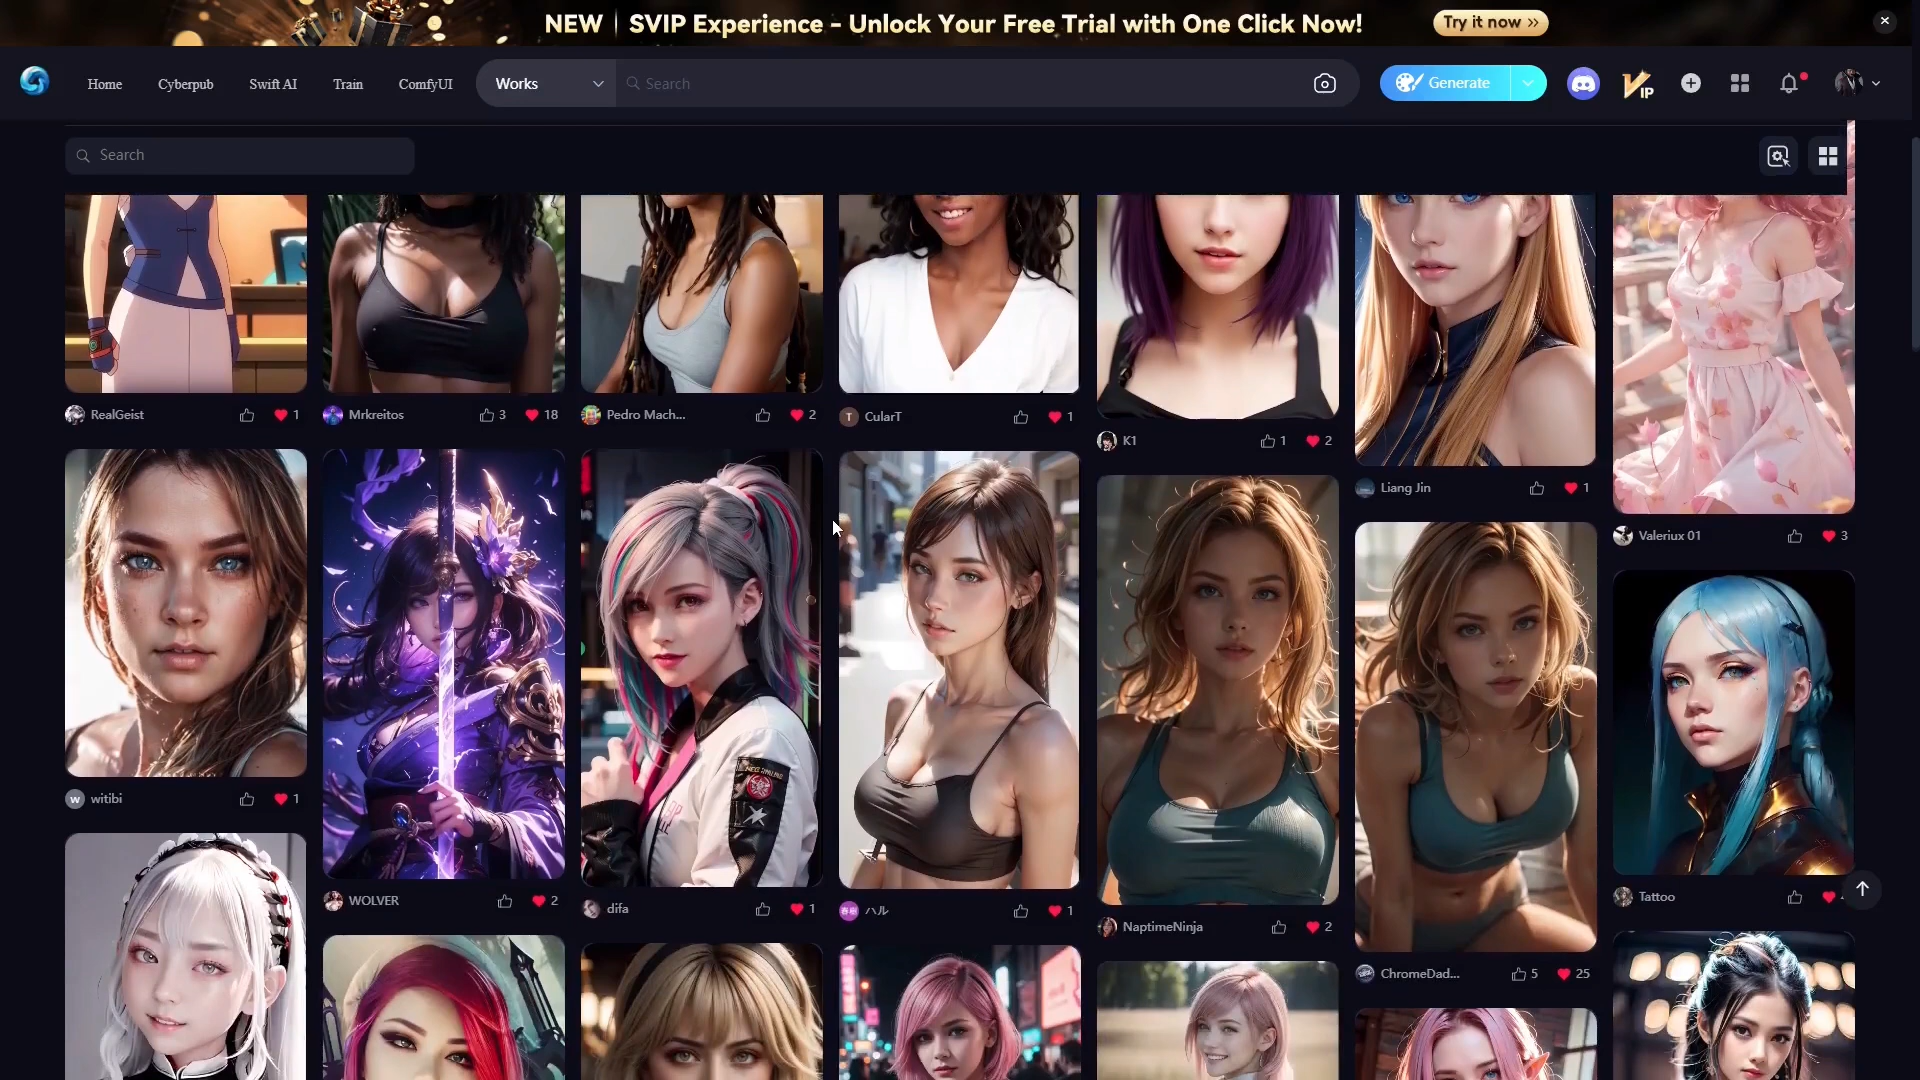 NEW | SVIP Experience - Unlock Your Free Trial with One Click Now!
Try it now >>
Home
Cyberpub
Swift AI
Train
ComfyUI
Works
Search
Generate
VIP
Search
RealGeist
1
Mrkreitos
3
18
Pedro Mach...
2
T
CularT
1
K1
1
2
Liang Jin
1
Valeriux 01
3
w
witibi
1
WOLVER
2
difa
1
ハル
1
NaptimeNinja
2
ChromeDad...
5
25
Tattoo